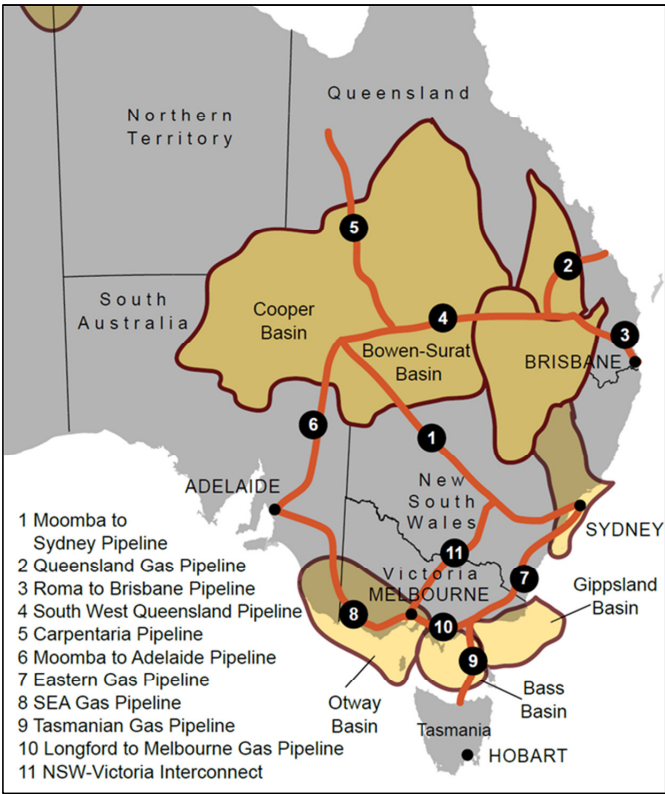 Queensland
Northern
Territory
5
2
South
Australia
Cooper
Basin
4
Bowen-Surat
Basin
3
BRISBANE
6
1
ADELAIDE
New
South
Wales
SYDNEY
11
Victoria
MELBOURNE
7
Gippsland
Basin
8
10
9
Otway
Basin
Bass
Basin
Tasmania
HOBART
1 Moomba to
Sydney Pipeline
2 Queensland Gas Pipeline
3 Roma to Brisbane Pipeline
4 South West Queensland Pipeline
5 Carpentaria Pipeline
6 Moomba to Adelaide Pipeline
7 Eastern Gas Pipeline
8 SEA Gas Pipeline
9 Tasmanian Gas Pipeline
10 Longford to Melbourne Gas Pipeline
11 NSW-Victoria Interconnect